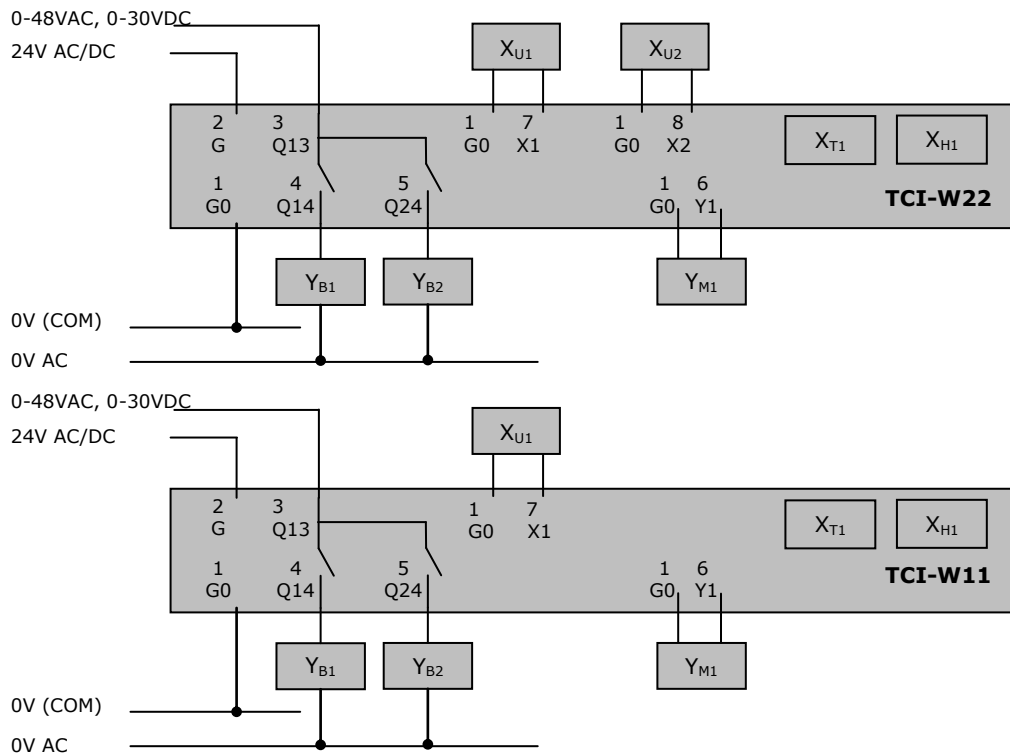 0-48VAC, 0-30VDC
24V AC/DC
XU1 XU2
2 3 1 7 1 8
G Q13 G0 X1 G0 X2 XT1 XH1
1 4 5 1 6
G0 Q14 Q24 G0 Y1 TCI-W22
YB1 YB2 YM1
0V (COM)
0V AC
0-48VAC, 0-30VDC
24V AC/DC
XU1
2 3 1 7
G Q13 G0 X1 XT1 XH1
1 4 5 1 6
G0 Q14 Q24 G0 Y1 TCI-W11
YB1 YB2 YM1
0V (COM)
0V AC